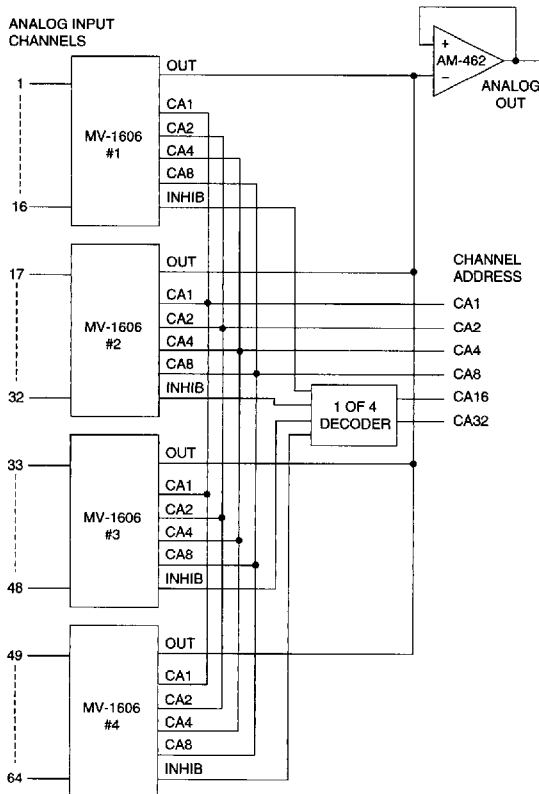 ANALOG INPUT
CHANNELS
+
AM-462
−
ANALOG
OUT
1
16
MV-1606
#1
OUT
CA1
CA2
CA4
CA8
INHIB
17
32
MV-1606
#2
OUT
CA1
CA2
CA4
CA8
INHIB
CHANNEL
ADDRESS
CA1
CA2
CA4
CA8
CA16
CA32
1 OF 4
DECODER
33
48
MV-1606
#3
OUT
CA1
CA2
CA4
CA8
INHIB
49
64
MV-1606
#4
OUT
CA1
CA2
CA4
CA8
INHIB